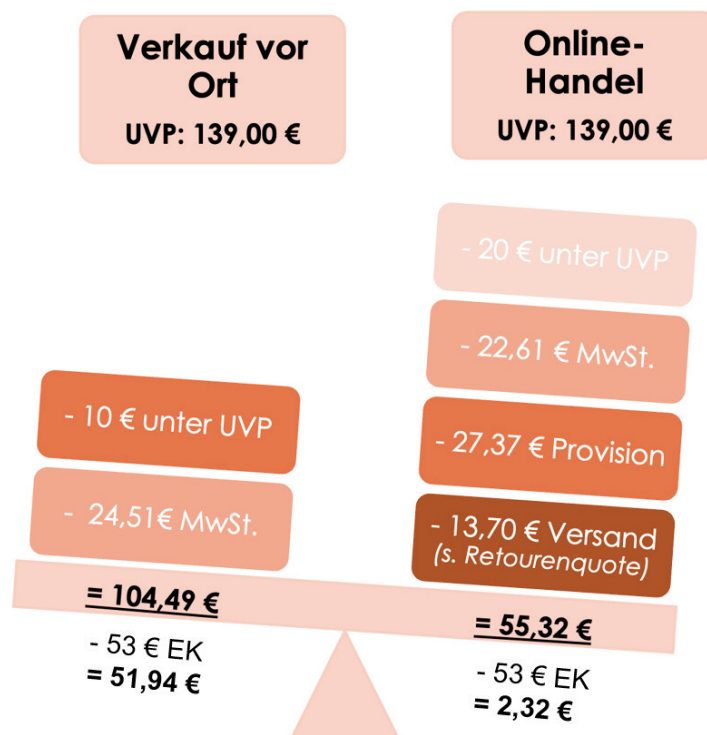 Verkauf vor
Ort
UVP: 139,00 €
Online-
Handel
UVP: 139,00 €
- 10 € unter UVP
- 24,51€ MwSt.
= 104,49 €
- 53 € EK
= 51,94 €
- 20 € unter UVP
- 22,61 € MwSt.
- 27,37 € Provision
- 13,70 € Versand
(s. Retourenquote)
= 55,32 €
- 53 € EK
= 2,32 €